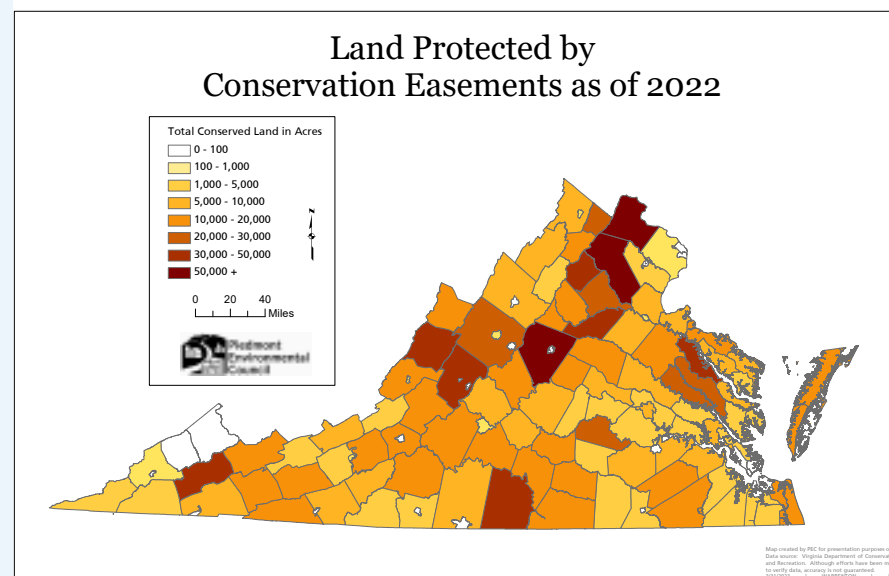 Land Protected by
Conservation Easements as of 2022
Total Conserved Land in Acres
0 - 100
100 - 1,000
1,000 - 5,000
5,000 - 10,000
10,000 - 20,000
20,000 - 30,000
30,000 - 50,000
50,000 +
N
0 20 40
Miles
Piedmont
Environmental
Council
Map created by PEC for presentation purposes
Data source: Virginia Department of
and Recreation. Although efforts have been
to verify data, accuracy is not guaranteed.